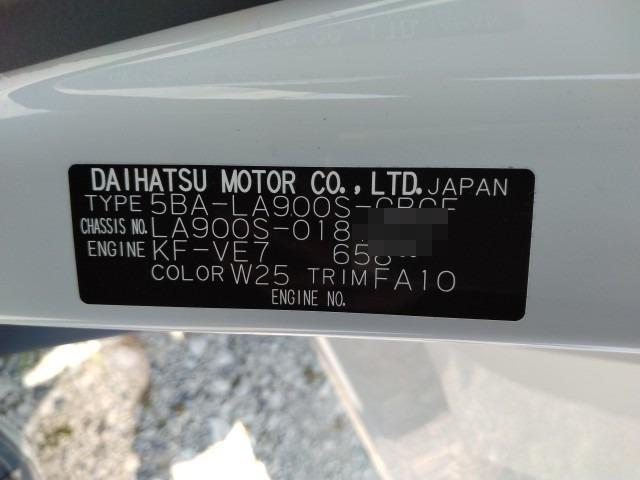 DAIHATSU MOTOR CO.,LTD. JAPAN
TYPE 5BA-LA900S-GBGF
CHASSIS NO. LA900S-018
ENGINE KF-VE7 658
COLOR W25 TRIM FA10
ENGINE NO.